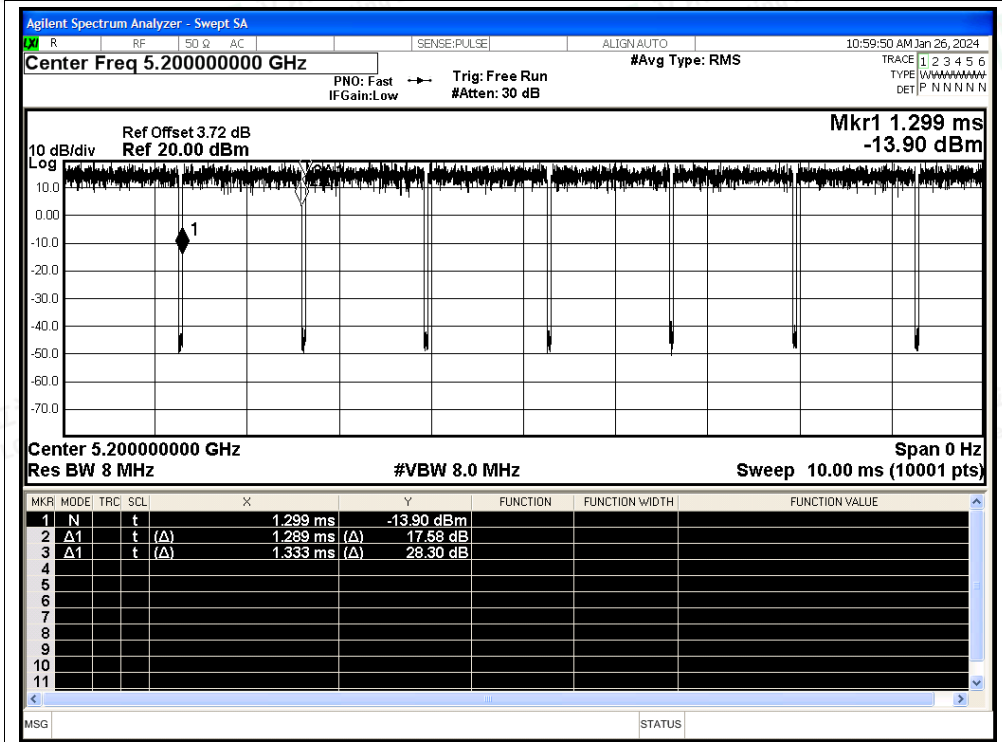 Agilent Spectrum Analyzer - Swept SA
LXI R RF 50 Ω AC SENSE:PULSE ALIGN AUTO 10:59:50 AM Jan 26, 2024
Center Freq 5.200000000 GHz #Avg Type: RMS TRACE 1 2 3 4 5 6
PNO: Fast Trig: Free Run TYPE W
IFGain:Low #Atten: 30 dB DET P N N N N N
Mkr1 1.299 ms
Ref Offset 3.72 dB
10 dB/div Ref 20.00 dBm -13.90 dBm
Log
10.0
0.00
1
-10.0
-20.0
-30.0
-40.0
-50.0
-60.0
-70.0
Center 5.200000000 GHz Span 0 Hz
Res BW 8 MHz #VBW 8.0 MHz Sweep 10.00 ms (10001 pts)
MKR MODE TRC SCL X Y FUNCTION FUNCTION WIDTH FUNCTION VALUE
1 N t 1.299 ms -13.90 dBm
2 Δ1 t (Δ) 1.289 ms (Δ) 17.58 dB
3 Δ1 t (Δ) 1.333 ms (Δ) 28.30 dB
4
5
6
7
8
9
10
11
MSG STATUS